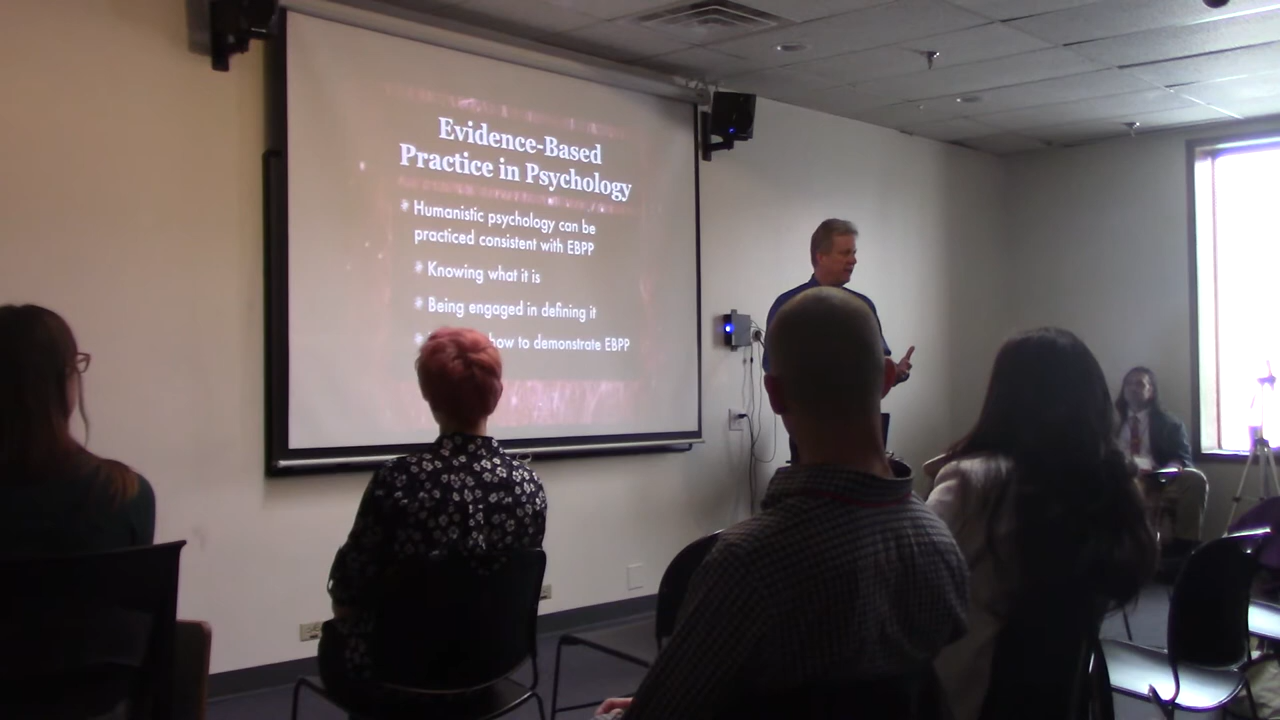 Evidence-Based
Practice in Psychology
Humanistic psychology can be
practiced consistent with EBPP
Knowing what it is
Being engaged in defining it
how to demonstrate EBPP